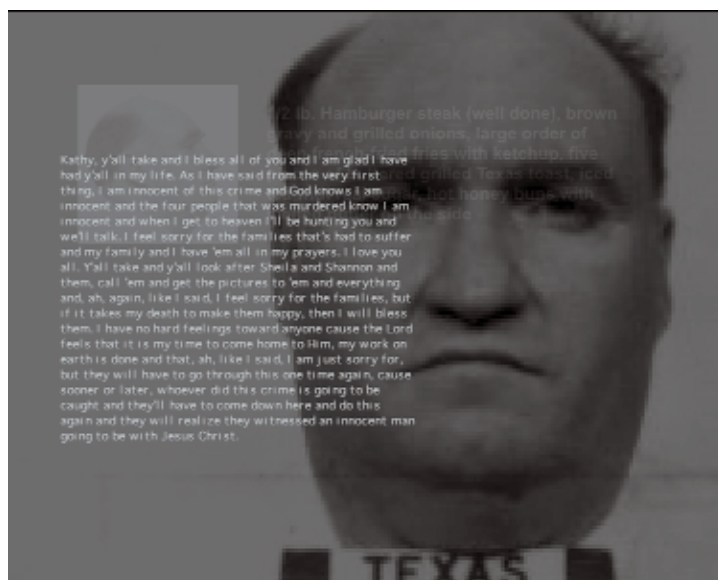 1/2 lb. Hamburger steak (well done), brown
gravy and grilled onions, large order of
french-fried fries with ketchup, five
grilled Texas toast, iced
hot honey buns with
the side
Kathy, y'all take and I bless all of you and I am glad I have
had y'all in my life. As I have said from the very first
thing, I am innocent of this crime and God knows I am
innocent and the four people that was murdered know I am
innocent and when I get to heaven I'll be hunting you and
we'll talk. I feel sorry for the families that's had to suffer
and my family and I have 'em all in my prayers. I love you
all. Y'all take and y'all look after Sheila and Shannon and
them, call 'em and get the pictures to 'em and everything
and, ah, again, like I said, I feel sorry for the families, but
if it takes my death to make them happy, then I will bless
them. I have no hard feelings toward anyone cause the Lord
feels that it is my time to come home to Him, my work on
earth is done and that, ah, like I said, I am just sorry for,
but they will have to go through this one time again, cause
sooner or later, whoever did this crime is going to be
caught and they'll have to come down here and do this
again and they will realize they witnessed an innocent man
going to be with Jesus Christ.
TEXAS